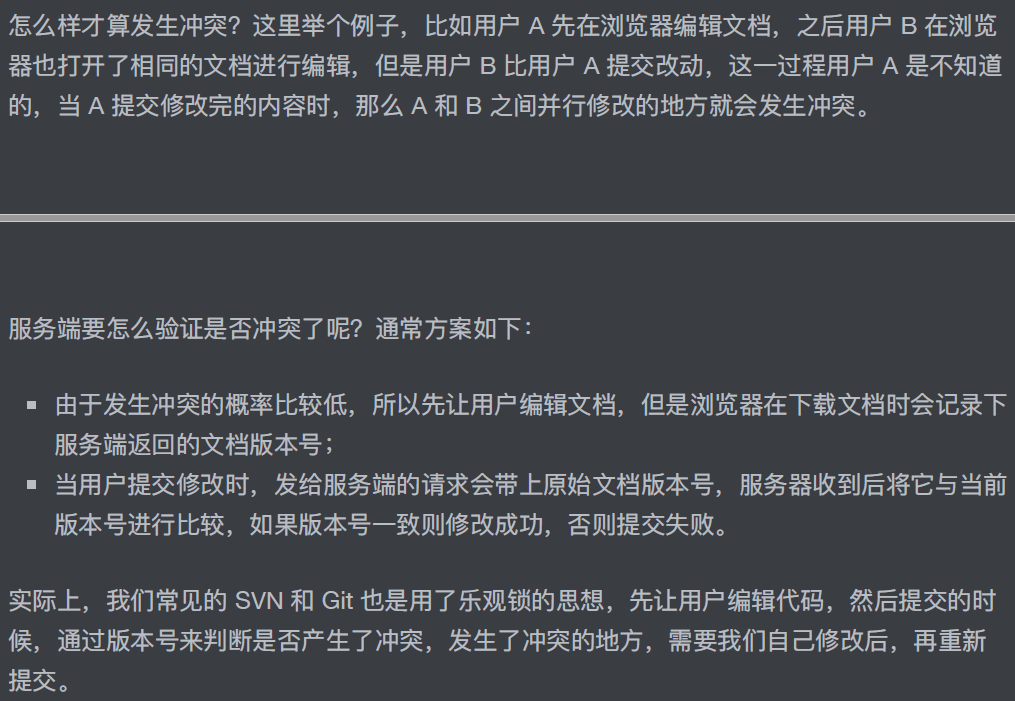 怎么样才算发生冲突？这里举个例子，比如用户 A 先在浏览器编辑文档，之后用户 B 在浏览
器也打开了相同的文档进行编辑，但是用户 B 比用户 A 提交改动，这一过程用户 A 是不知道
的，当 A 提交修改完的内容时，那么 A 和 B 之间并行修改的地方就会发生冲突。
服务端要怎么验证是否冲突了呢？通常方案如下：
由于发生冲突的概率比较低，所以先让用户编辑文档，但是浏览器在下载文档时会记录下
服务端返回的文档版本号；
当用户提交修改时，发给服务端的请求会带上原始文档版本号，服务器收到后将它与当前
版本号进行比较，如果版本号一致则修改成功，否则提交失败。
实际上，我们常见的 SVN 和 Git 也是用了乐观锁的思想，先让用户编辑代码，然后提交的时
候，通过版本号来判断是否产生了冲突，发生了冲突的地方，需要我们自己修改后，再重新
提交。